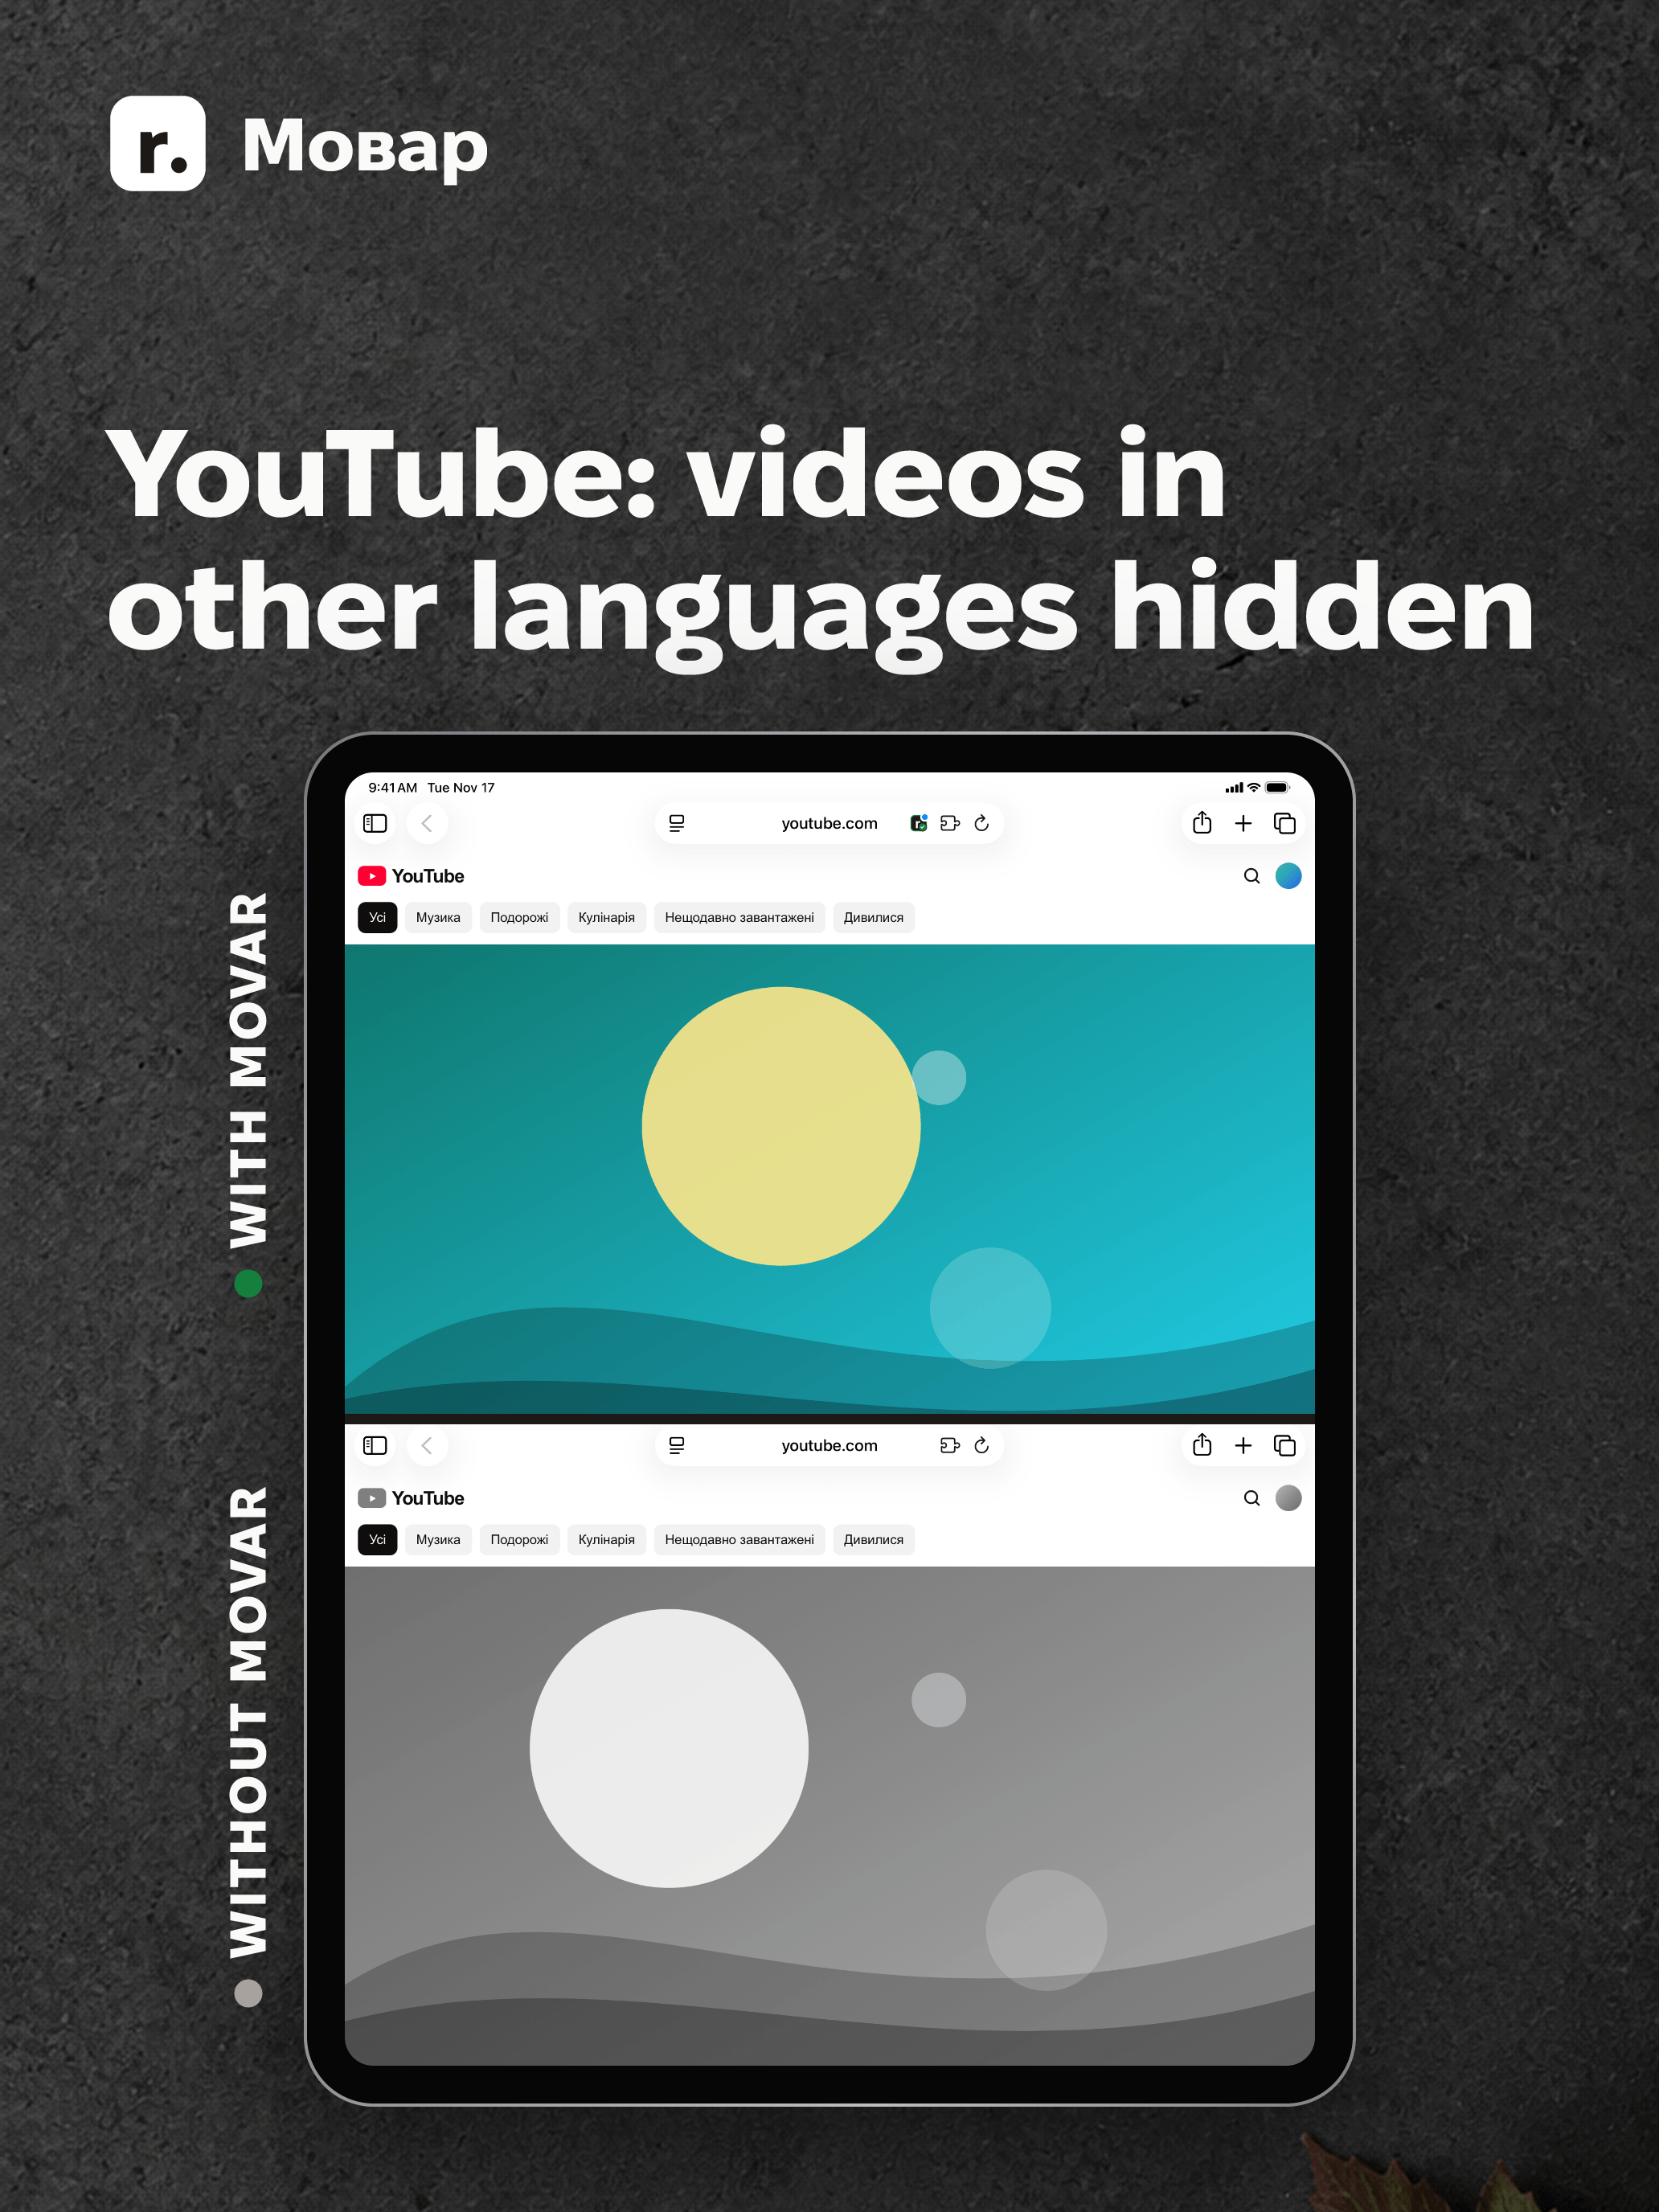 r. Мовар
YouTube: videos in
other languages hidden
9:41 AM Tue Nov 17
youtube.com
YouTube
Усі Музика Подорожі Кулінарія Нещодавно завантажені Дивилися
WITH MOVAR
youtube.com
YouTube
Усі Музика Подорожі Кулінарія Нещодавно завантажені Дивилися
WITHOUT MOVAR